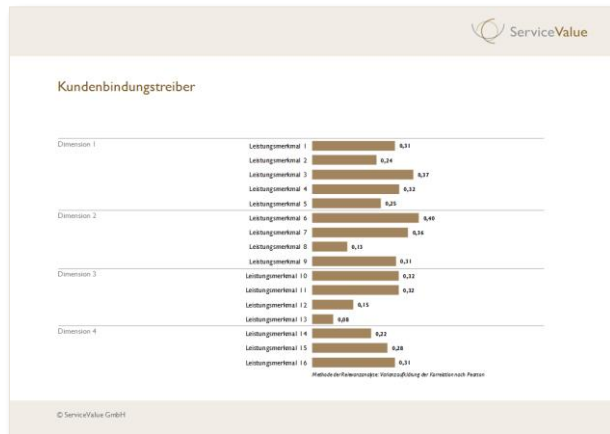 ServiceValue
Kundenbindungstreiber
Dimension 1
Leistungsmerkmal 1 0,31
Leistungsmerkmal 2 0,24
Leistungsmerkmal 3 0,37
Leistungsmerkmal 4 0,32
Leistungsmerkmal 5 0,25
Dimension 2
Leistungsmerkmal 6 0,40
Leistungsmerkmal 7 0,36
Leistungsmerkmal 8 0,13
Leistungsmerkmal 9 0,31
Dimension 3
Leistungsmerkmal 10 0,32
Leistungsmerkmal 11 0,32
Leistungsmerkmal 12 0,15
Leistungsmerkmal 13 0,08
Dimension 4
Leistungsmerkmal 14 0,22
Leistungsmerkmal 15 0,28
Leistungsmerkmal 16 0,31
Methode der Relevanzanalyse: Varianzaufklärung der Korrelation nach Pearson
© ServiceValue GmbH